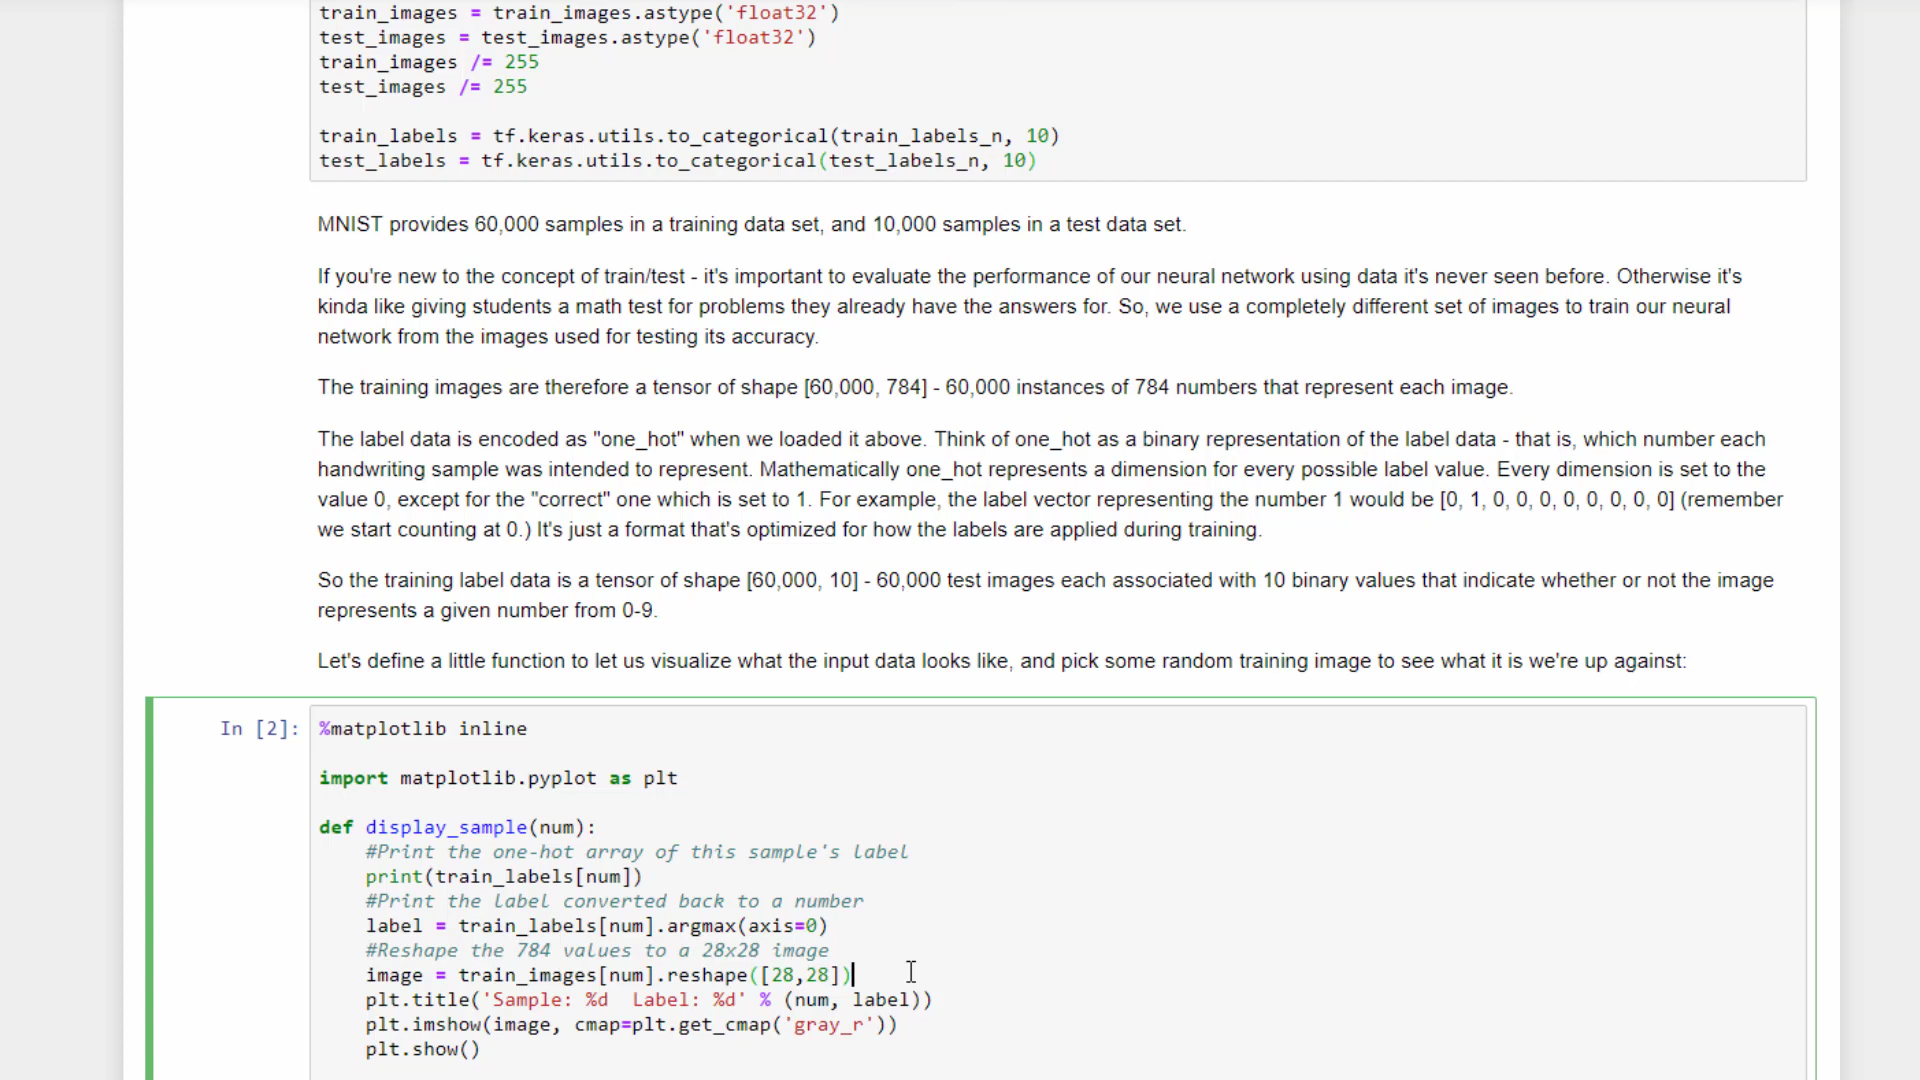 train_images = train_images.astype('float32')
test_images = test_images.astype('float32')
train_images /= 255
test_images /= 255
train_labels = tf.keras.utils.to_categorical(train_labels_n, 10)
test_labels = tf.keras.utils.to_categorical(test_labels_n, 10)
MNIST provides 60,000 samples in a training data set, and 10,000 samples in a test data set.
If you're new to the concept of train/test - it's important to evaluate the performance of our neural network using data it's never seen before. Otherwise it's
kinda like giving students a math test for problems they already have the answers for. So, we use a completely different set of images to train our neural
network from the images used for testing its accuracy.
The training images are therefore a tensor of shape [60,000, 784] - 60,000 instances of 784 numbers that represent each image.
The label data is encoded as "one_hot" when we loaded it above. Think of one_hot as a binary representation of the label data - that is, which number each
handwriting sample was intended to represent. Mathematically one_hot represents a dimension for every possible label value. Every dimension is set to the
value 0, except for the "correct" one which is set to 1. For example, the label vector representing the number 1 would be [0, 1, 0, 0, 0, 0, 0, 0, 0, 0] (remember
we start counting at 0.) It's just a format that's optimized for how the labels are applied during training.
So the training label data is a tensor of shape [60,000, 10] - 60,000 test images each associated with 10 binary values that indicate whether or not the image
represents a given number from 0-9.
Let's define a little function to let us visualize what the input data looks like, and pick some random training image to see what it is we're up against:
In [2]: %matplotlib inline
import matplotlib.pyplot as plt
def display_sample(num):
    #Print the one-hot array of this sample's label
    print(train_labels[num])
    #Print the label converted back to a number
    label = train_labels[num].argmax(axis=0)
    #Reshape the 784 values to a 28x28 image
    image = train_images[num].reshape([28,28])
    plt.title('Sample: %d  Label: %d' % (num, label))
    plt.imshow(image, cmap=plt.get_cmap('gray_r'))
    plt.show()